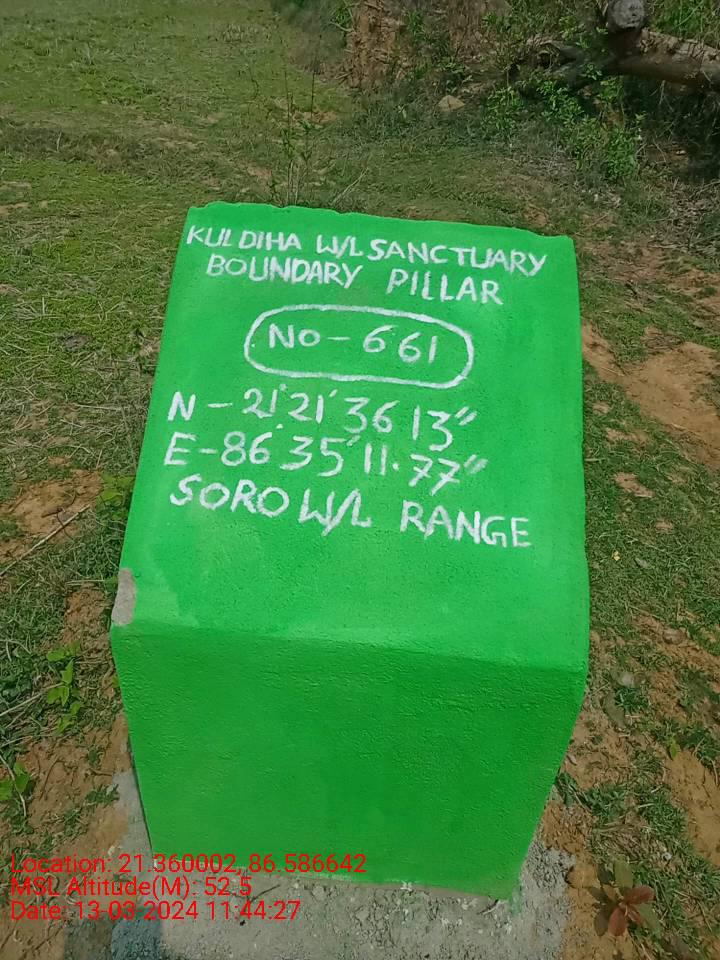 KULDIHA W/L SANCTUARY
BOUNDARY PILLAR
No - 661
N - 21°21'36 13"
E - 86 35'11.77"
SORO W/L RANGE
Location: 21.360002, 86.586642
MSL Altitude(M): 52.5
Date: 13-03-2024 11:44:27